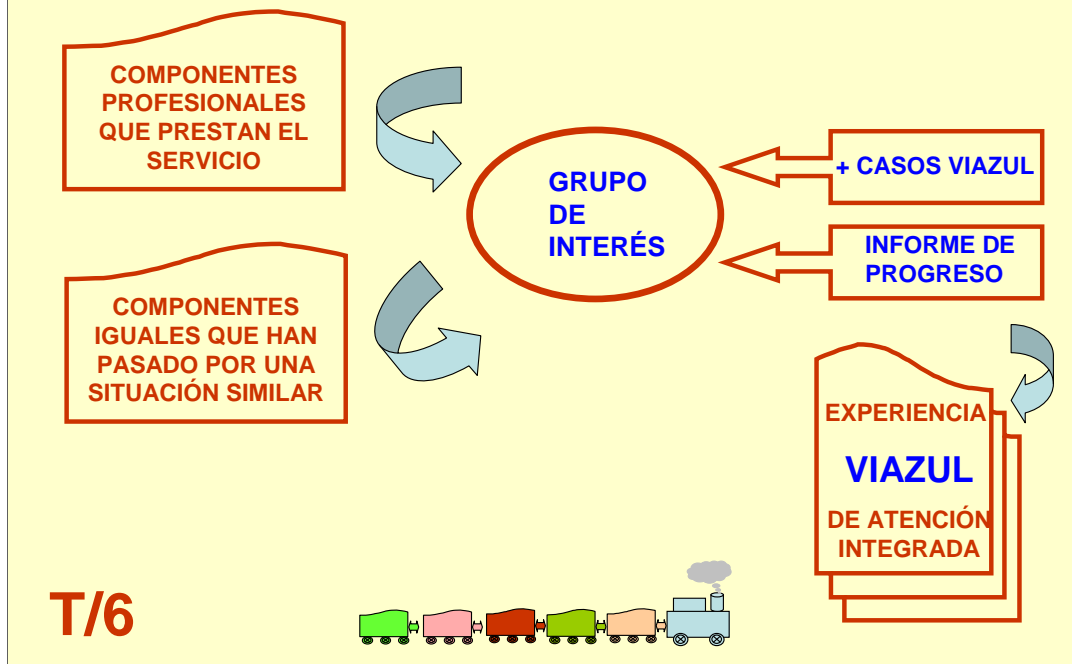 COMPONENTES
PROFESIONALES
QUE PRESTAN EL
SERVICIO
COMPONENTES
IGUALES QUE HAN
PASADO POR UNA
SITUACIÓN SIMILAR
GRUPO
DE
INTERÉS
+ CASOS VIAZUL
INFORME DE
PROGRESO
EXPERIENCIA
VIAZUL
DE ATENCIÓN
INTEGRADA
T/6